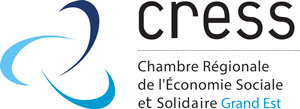 cress
Chambre Régionale
de l'Économie Sociale
et Solidaire Grand Est